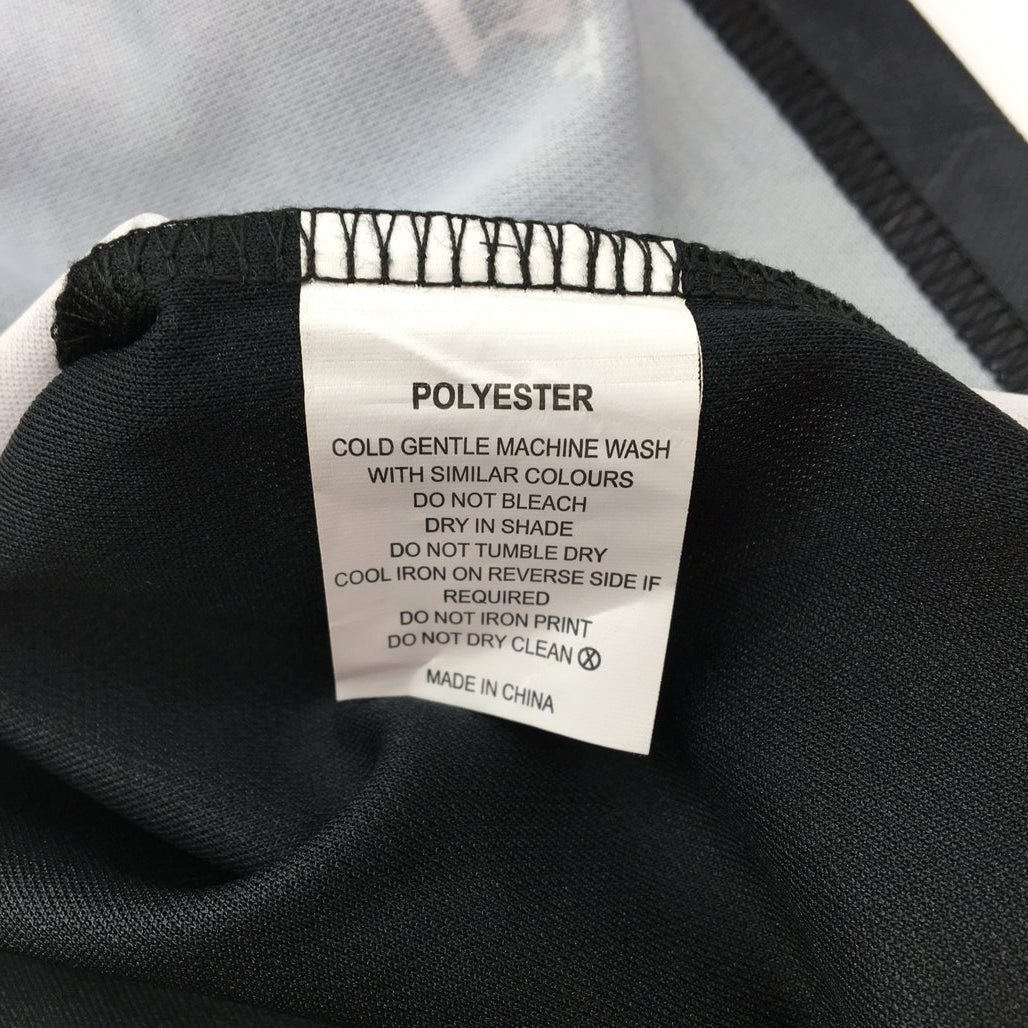 POLYESTER
COLD GENTLE MACHINE WASH
WITH SIMILAR COLOURS
DO NOT BLEACH
DRY IN SHADE
DO NOT TUMBLE DRY
COOL IRON ON REVERSE SIDE IF
REQUIRED
DO NOT IRON PRINT
DO NOT DRY CLEAN
MADE IN CHINA